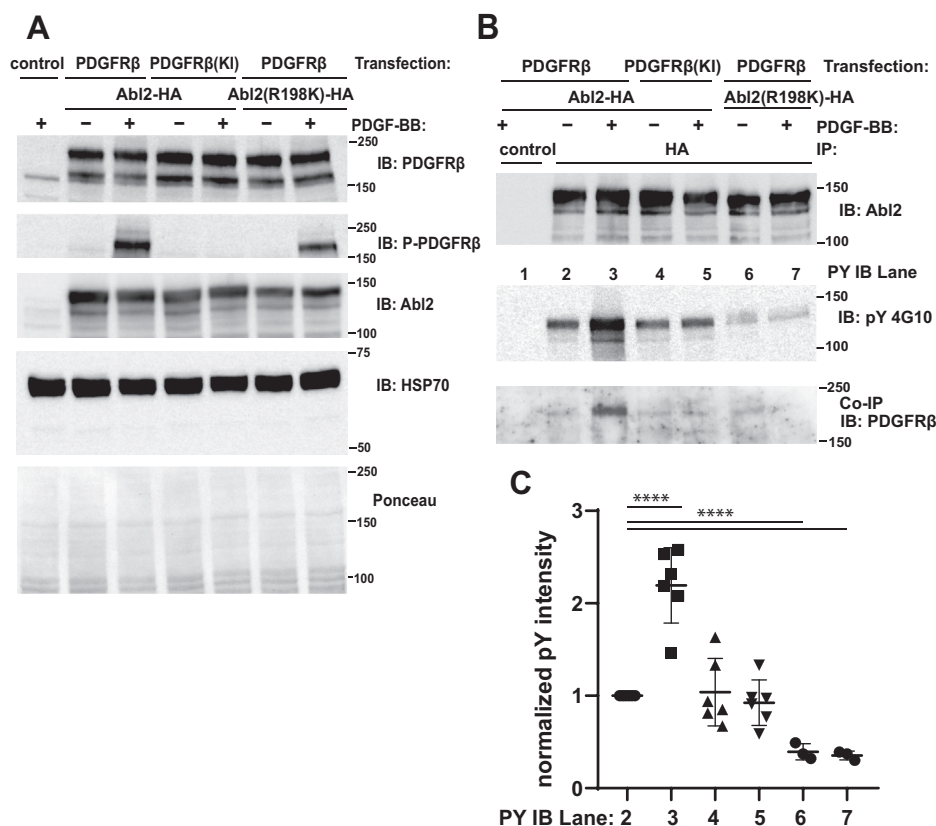 A
control PDGFRβ PDGFRβ(KI) PDGFRβ Transfection:
Abl2-HA Abl2(R198K)-HA
+ − + − + − + PDGF-BB:
250
IB: PDGFRβ
150
250
IB: P-PDGFRβ
150
150
IB: Abl2
100
75
IB: HSP70
50
250
Ponceau
150
100
B
PDGFRβ PDGFRβ(KI) PDGFRβ Transfection:
Abl2-HA Abl2(R198K)-HA
+ − + − + − + PDGF-BB:
control HA IP:
150
IB: Abl2
100
1 2 3 4 5 6 7 PY IB Lane
150
IB: pY 4G10
100
250
Co-IP
IB: PDGFRβ
150
C
normalized pY intensity
3
2
1
0
****
****
PY IB Lane: 2 3 4 5 6 7